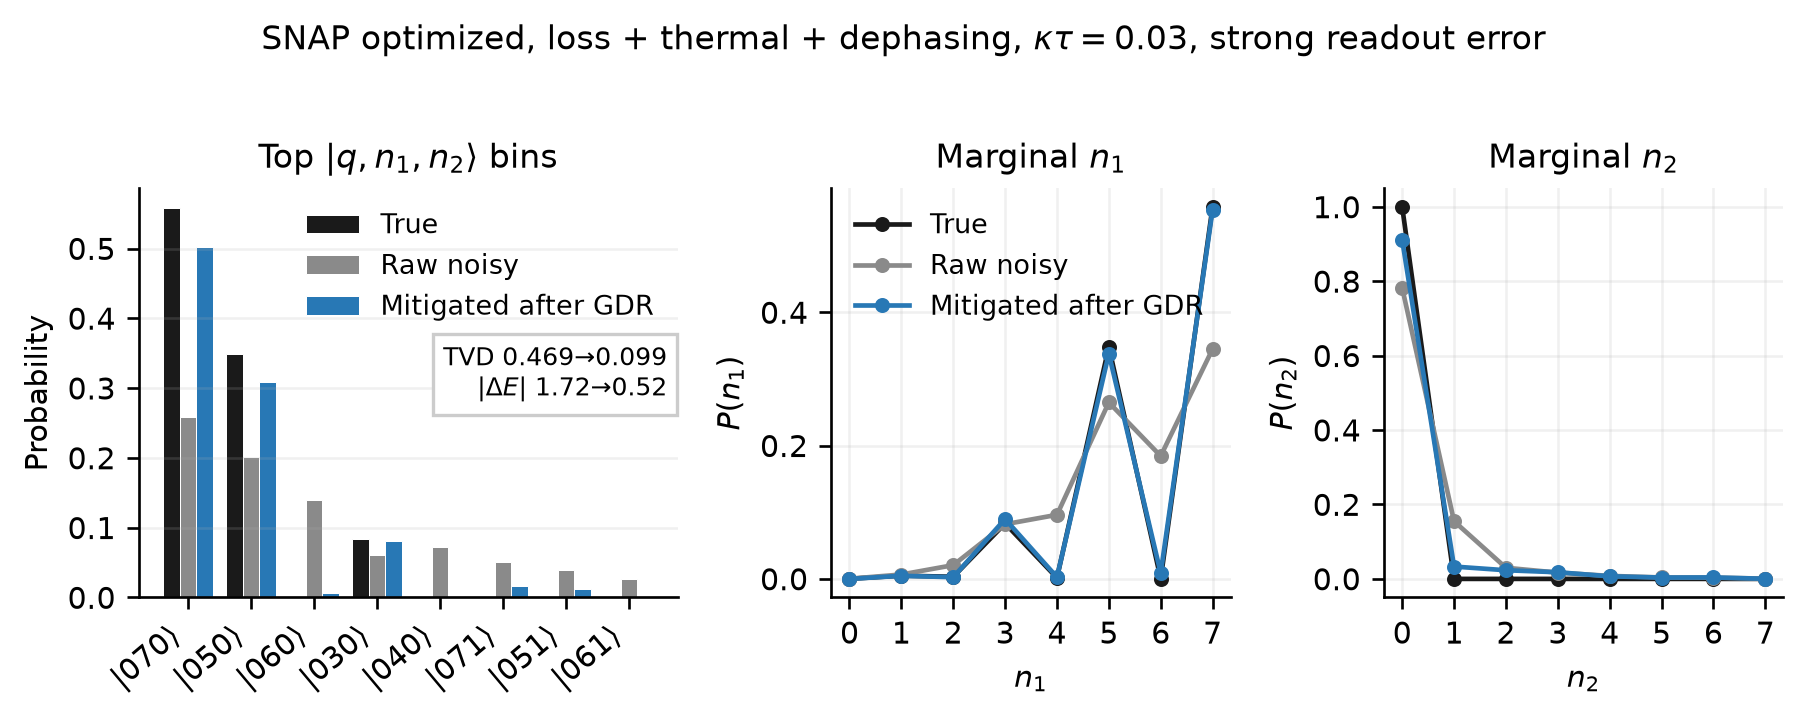 SNAP optimized, loss + thermal + dephasing, κτ = 0.03, strong readout error
Top |q, n₁, n₂⟩ bins
Probability
0.5
0.4
0.3
0.2
0.1
0.0
True
Raw noisy
Mitigated after GDR
TVD 0.469→0.099
|ΔE| 1.72→0.52
|070⟩
|050⟩
|060⟩
|030⟩
|040⟩
|071⟩
|051⟩
|061⟩
Marginal n₁
P(n₁)
0.4
0.2
0.0
True
Raw noisy
Mitigated after GDR
0 1 2 3 4 5 6 7
n₁
Marginal n₂
P(n₂)
1.0
0.8
0.6
0.4
0.2
0.0
0 1 2 3 4 5 6 7
n₂